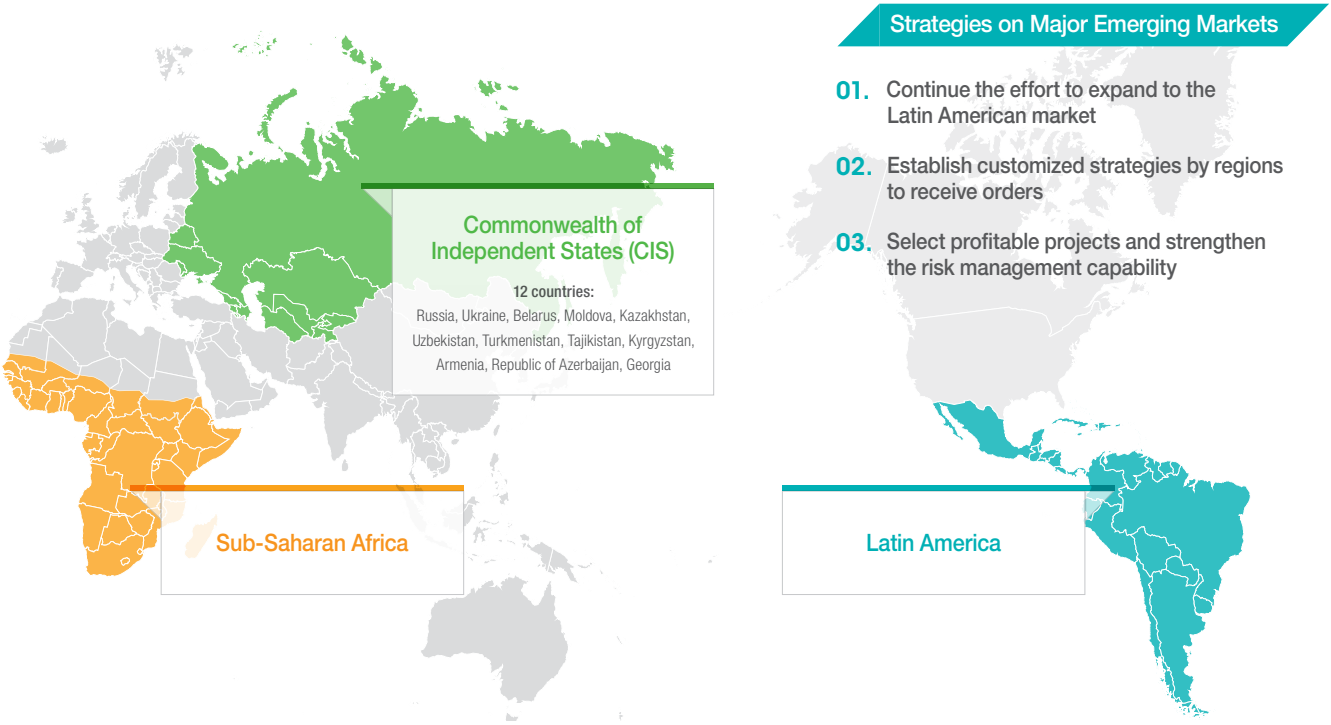 Strategies on Major Emerging Markets
01. Continue the effort to expand to the
Latin American market
02. Establish customized strategies by regions
to receive orders
03. Select profitable projects and strengthen
the risk management capability
Commonwealth of
Independent States (CIS)
12 countries:
Russia, Ukraine, Belarus, Moldova, Kazakhstan,
Uzbekistan, Turkmenistan, Tajikistan, Kyrgyzstan,
Armenia, Republic of Azerbaijan, Georgia
Sub-Saharan Africa
Latin America